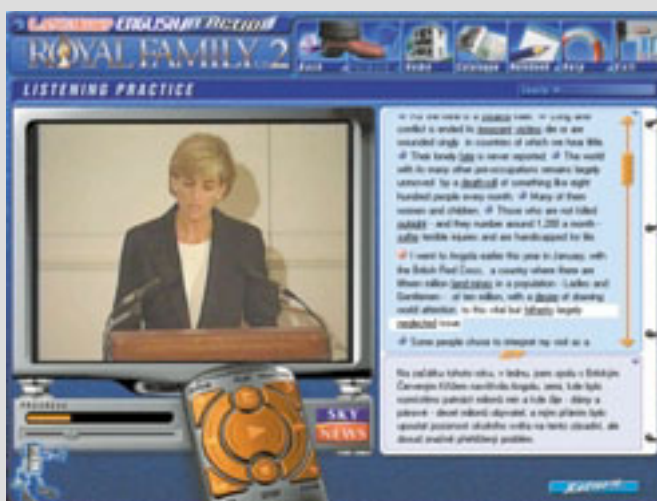 LISTENING ENGLISH IN Action
ROYAL FAMILY 2
Back Video Catalogue Notebook Help Exit
LISTENING PRACTICE
conflict is ended its innocent victims die or are
wounded singly in countries of which we hear little.
Their lonely fate is never reported. The world
with its many other pre-occupations remains largely
unmoved by a death-roll of something like eight
hundred people every month. Many of them
women and children. Those who are not killed
outright - and they number around 1,200 a month -
suffer terrible injuries and are handicapped for life.
I went to Angola earlier this year in January, with
the British Red Cross, a country where there are
fifteen million land mines in a population - Ladies and
Gentlemen - of ten million, with a desire of drawing
world attention to this vital but hitherto largely
neglected issue.
Some people chose to interpret my visit as a
Na začátku tohoto roku, v lednu, jsem spolu s Britským
Červeným křížem navštívila Angolu, zemi, kde bylo
patnáct milionů min a kde žije - dámy a
pánové - deset milionů obyvatel, a mým přáním bylo
upoutat pozornost okolního světa na tento zásadní, ale
dosud značně přehlížený problém.
PROGRESS
SKY
NEWS